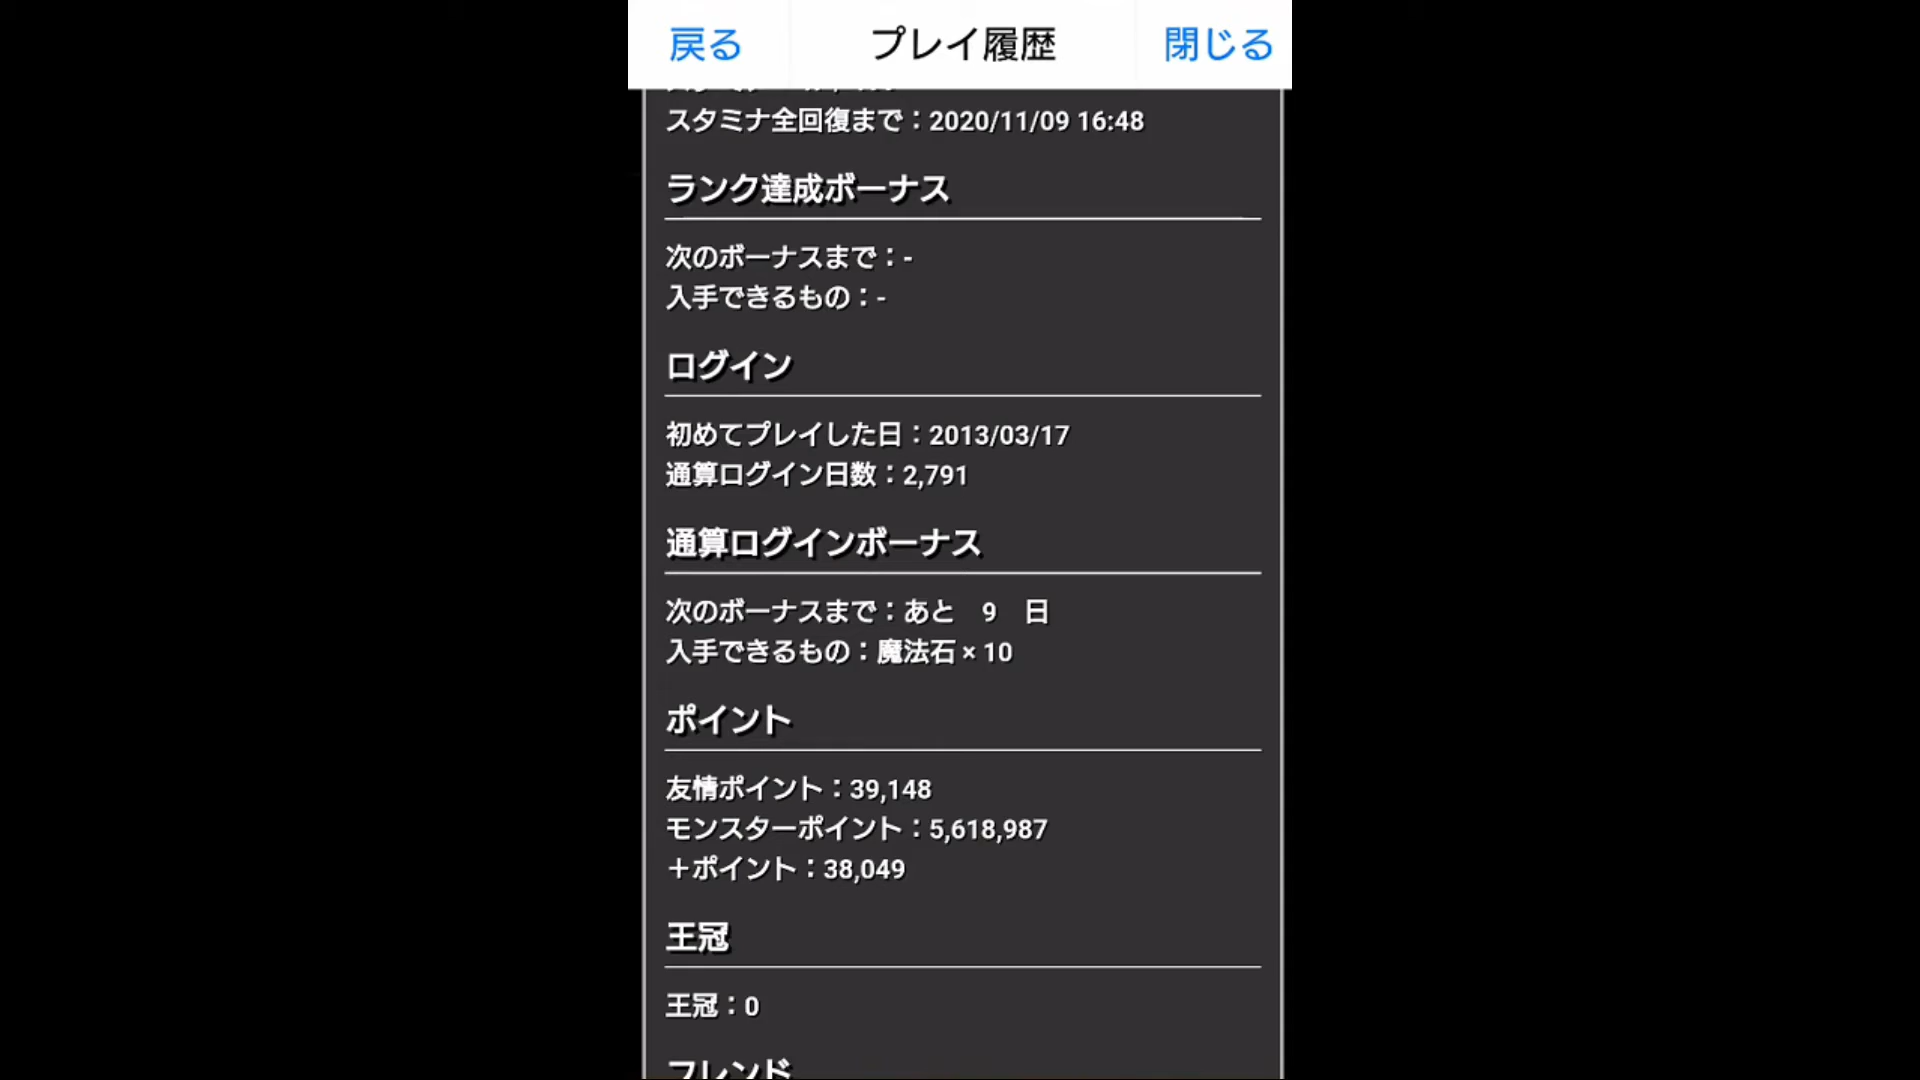 戻る プレイ履歴 閉じる
スタミナ全回復まで：2020/11/09 16:48
ランク達成ボーナス
次のボーナスまで：-
入手できるもの：-
ログイン
初めてプレイした日：2013/03/17
通算ログイン日数：2,791
通算ログインボーナス
次のボーナスまで：あと　9　日
入手できるもの：魔法石 × 10
ポイント
友情ポイント：39,148
モンスターポイント：5,618,987
＋ポイント：38,049
王冠
王冠：0
フレンド